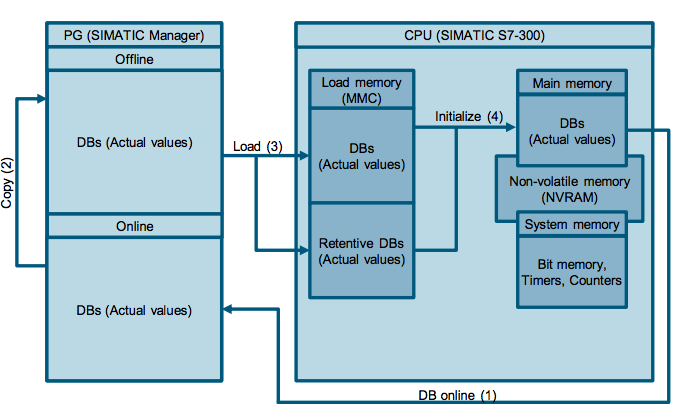 PG (SIMATIC Manager)
Offline
DBs (Actual values)
Online
DBs (Actual values)
Copy (2)
Load (3)
CPU (SIMATIC S7-300)
Load memory
(MMC)
DBs
(Actual values)
Retentive DBs
(Actual values)
Initialize (4)
Main memory
DBs
(Actual values)
Non-volatile memory
(NVRAM)
System memory
Bit memory,
Timers, Counters
DB online (1)